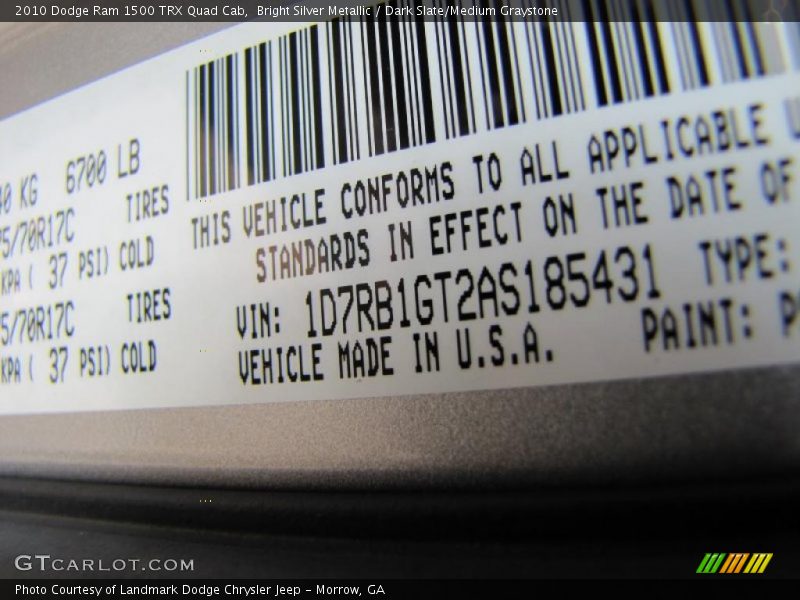 2010 Dodge Ram 1500 TRX Quad Cab,  Bright Silver Metallic / Dark Slate/Medium Graystone
KG 6700 LB
5/70R17C TIRES
KPA ( 37 PSI) COLD
5/70R17C TIRES
KPA ( 37 PSI) COLD
THIS VEHICLE CONFORMS TO ALL APPLICABLE
STANDARDS IN EFFECT ON THE DATE OF
VIN: 1D7RB1GT2AS185431 TYPE:
VEHICLE MADE IN U.S.A. PAINT:
GTCARLOT.COM
Photo Courtesy of Landmark Dodge Chrysler Jeep – Morrow, GA